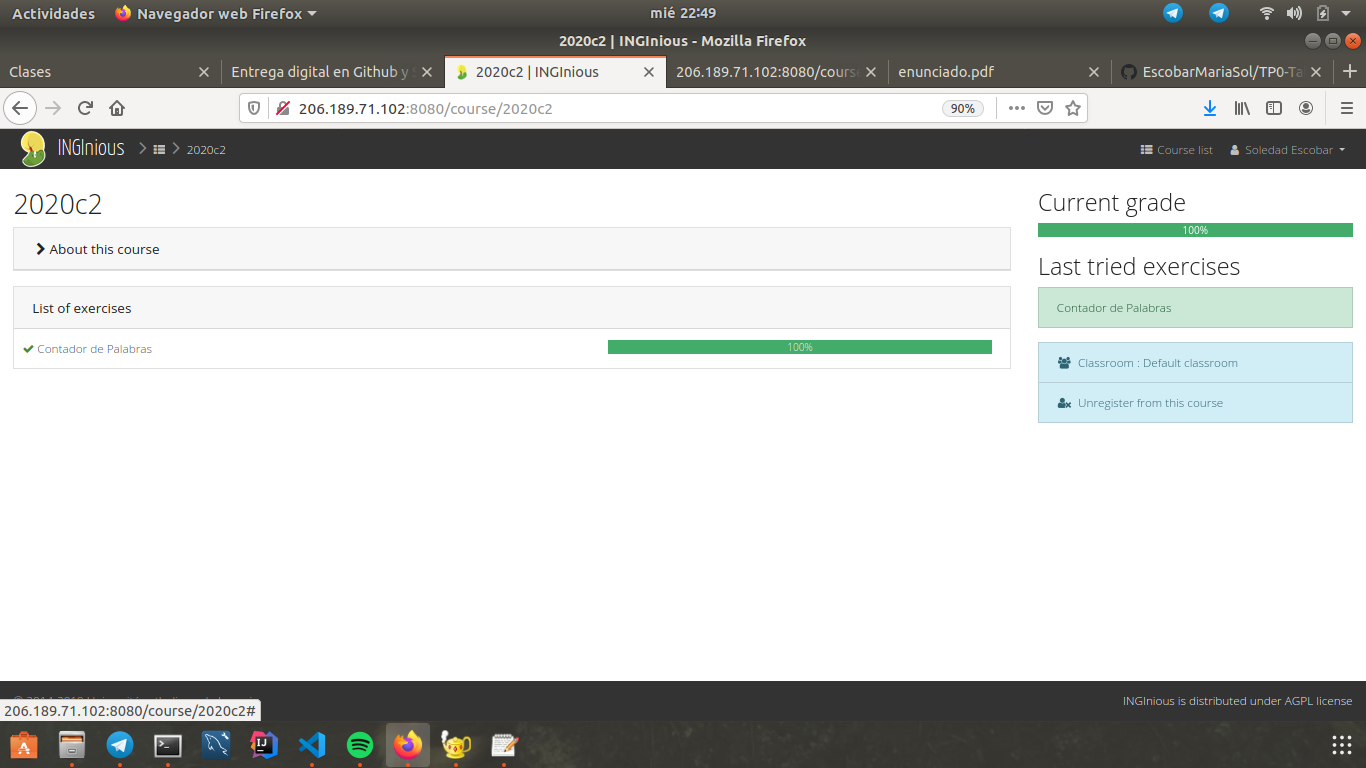 Actividades Navegador web Firefox mié 22:49
2020c2 | INGInious - Mozilla Firefox
Clases Entrega digital en Github y 2020c2 | INGInious 206.189.71.102:8080/cours enunciado.pdf EscobarMariaSol/TP0-Ta
206.189.71.102:8080/course/2020c2 90%
INGInious 2020c2 Course list Soledad Escobar
2020c2
About this course
List of exercises
Contador de Palabras 100%
Current grade
100%
Last tried exercises
Contador de Palabras
Classroom : Default classroom
Unregister from this course
INGInious is distributed under AGPL license
206.189.71.102:8080/course/2020c2#